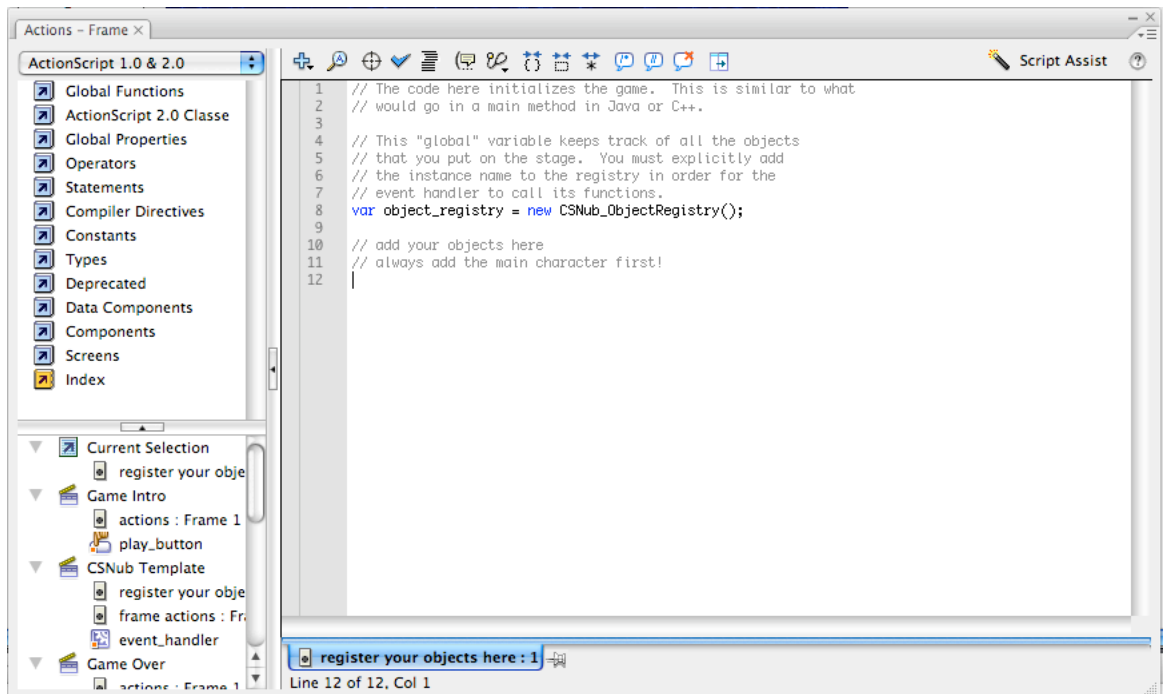 Actions – Frame ×
ActionScript 1.0 & 2.0
Script Assist
Global Functions
ActionScript 2.0 Classe
Global Properties
Operators
Statements
Compiler Directives
Constants
Types
Deprecated
Data Components
Components
Screens
Index
Current Selection
register your obje
Game Intro
actions : Frame 1
play_button
CSNub Template
register your obje
frame actions : Fra
event_handler
Game Over
actions : Frame 1
1 // The code here initializes the game.  This is similar to what
2 // would go in a main method in Java or C++.
3
4 // This "global" variable keeps track of all the objects
5 // that you put on the stage.  You must explicitly add
6 // the instance name to the registry in order for the
7 // event handler to call its functions.
8 var object_registry = new CSNub_ObjectRegistry();
9
10 // add your objects here
11 // always add the main character first!
12
register your objects here : 1
Line 12 of 12, Col 1